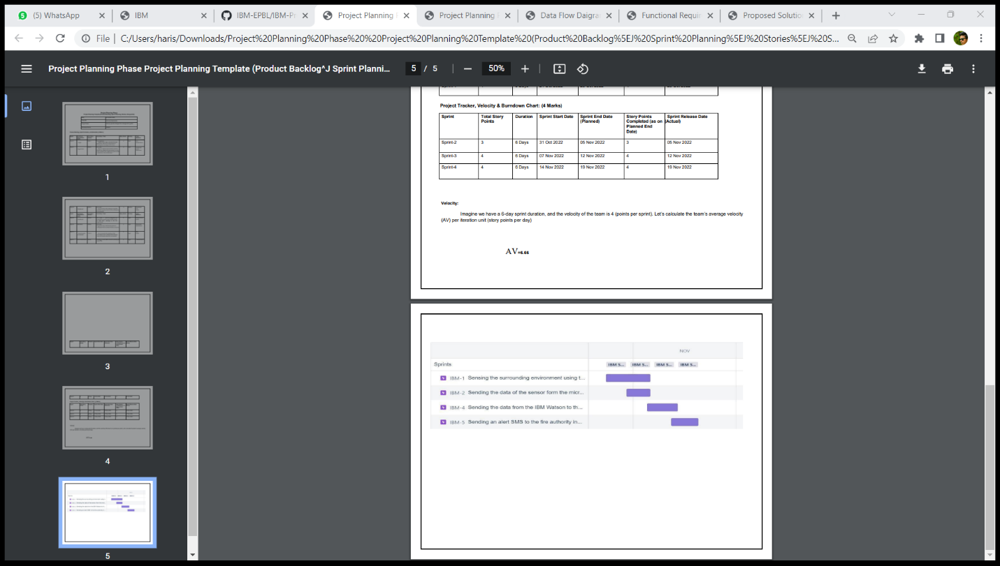 5 (5) WhatsApp
IBM
IBM-EPBL/IBM-Pr
Project Planning
Project Planning
Data Flow Daigra
Functional Requir
Proposed Solutio
File
C:/Users/haris/Downloads/Project%20Planning%20Phase%20%20Project%20Planning%20Template%20(Product%20Backlog%5EJ%20Sprint%20Planning%5EJ%20Stories%5EJ%20S...
Project Planning Phase Project Planning Template (Product Backlog^J Sprint Planni...
5 / 5
50%
1
2
3
4
5
Project Tracker, Velocity & Burndown Chart: (4 Marks)
Sprint Total Story Points Duration Sprint Start Date Sprint End Date (Planned) Story Points Completed (as on Planned End Date) Sprint Release Date (Actual)
Sprint-2 3 6 Days 31 Oct 2022 05 Nov 2022 3 05 Nov 2022
Sprint-3 4 6 Days 07 Nov 2022 12 Nov 2022 4 12 Nov 2022
Sprint-4 4 6 Days 14 Nov 2022 19 Nov 2022 4 19 Nov 2022
Velocity:
Imagine we have a 6-day sprint duration, and the velocity of the team is 4 (points per sprint). Let's calculate the team's average velocity
(AV) per iteration unit (story points per day)
AV=6.66
NOV
Sprints IBM S... IBM S... IBM S... IBM S...
IBM-1 Sensing the surrounding environment using t...
IBM-2 Sending the data of the sensor form the micr...
IBM-4 Sending the data from the IBM Watson to th...
IBM-5 Sending an alert SMS to the fire authority in...